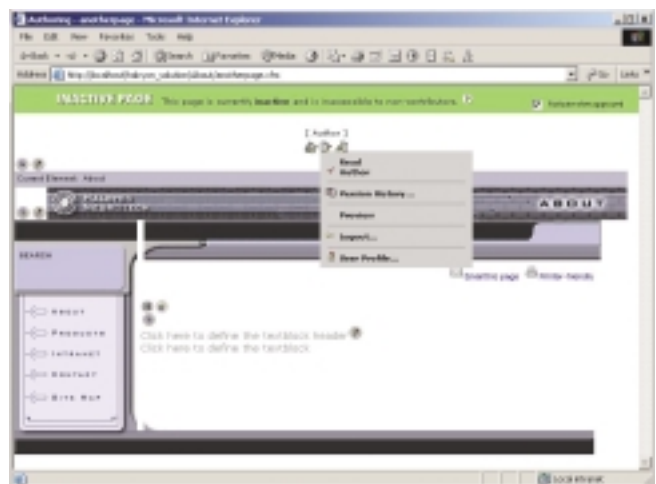 Authoring - anotherpage - Microsoft Internet Explorer
File Edit View Favorites Tools Help
Back Search Favorites Media
Address Go Links
INACTIVE PAGE This page is currently inactive and is inaccessible to non-contributors.
[ Author ]
Read
Author
Current Element: About
Version History ...
ABOUT
Preview
Import...
SEARCH
User Profile...
Email this page Printer-friendly
ABOUT
PRODUCTS
Click here to define the textblock header
INTRANET
Click here to define the textblock
CONTACT
SITE MAP
Local intranet